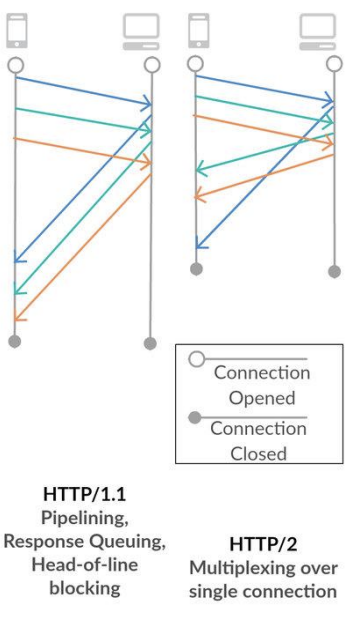 Connection
Opened
Connection
Closed
HTTP/1.1
Pipelining,
Response Queuing,
Head-of-line
blocking
HTTP/2
Multiplexing over
single connection